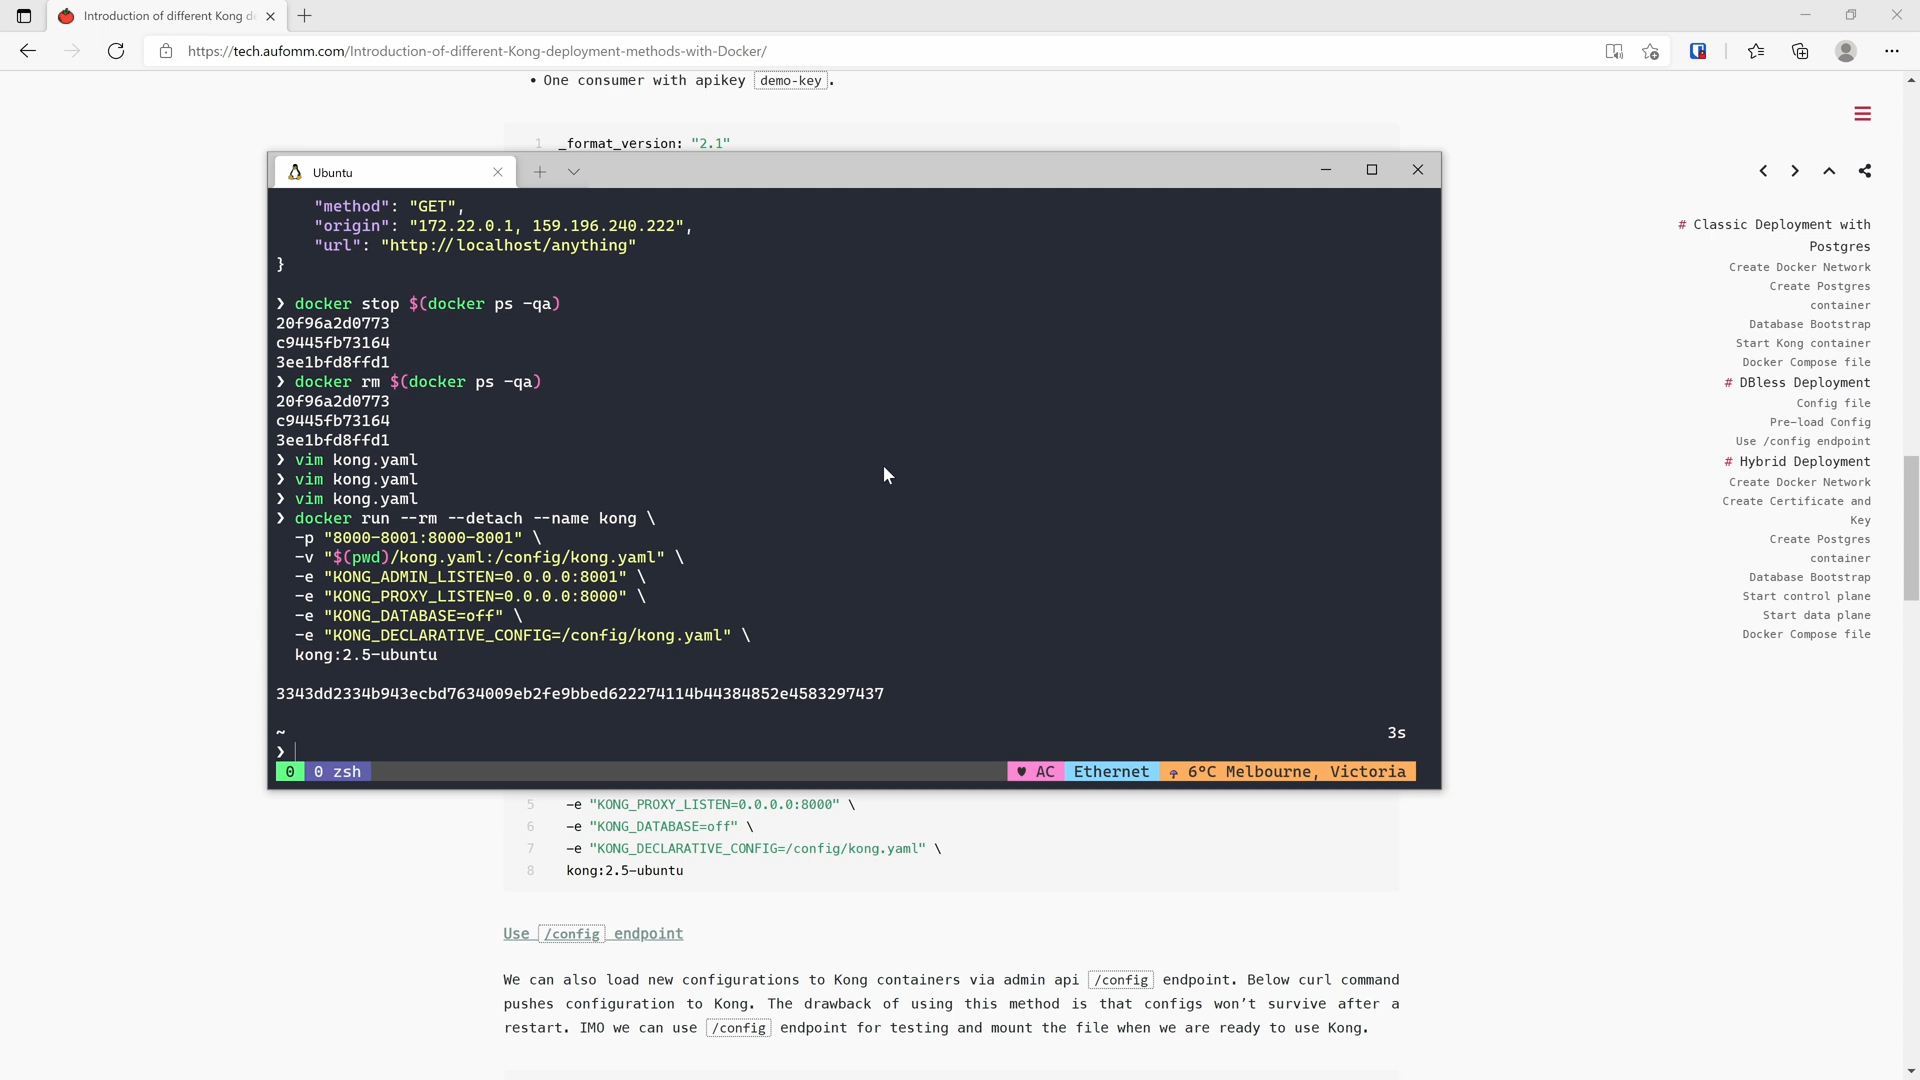 Introduction of different Kong de
https://tech.aufomm.com/Introduction-of-different-Kong-deployment-methods-with-Docker/
• One consumer with apikey demo-key.
1 _format_version: "2.1"
Ubuntu
"method": "GET",
"origin": "172.22.0.1, 159.196.240.222",
"url": "http://localhost/anything"
}
❯ docker stop $(docker ps -qa)
20f96a2d0773
c9445fb73164
3ee1bfd8ffd1
❯ docker rm $(docker ps -qa)
20f96a2d0773
c9445fb73164
3ee1bfd8ffd1
❯ vim kong.yaml
❯ vim kong.yaml
❯ vim kong.yaml
❯ docker run --rm --detach --name kong \
-p "8000-8001:8000-8001" \
-v "$(pwd)/kong.yaml:/config/kong.yaml" \
-e "KONG_ADMIN_LISTEN=0.0.0.0:8001" \
-e "KONG_PROXY_LISTEN=0.0.0.0:8000" \
-e "KONG_DATABASE=off" \
-e "KONG_DECLARATIVE_CONFIG=/config/kong.yaml" \
kong:2.5-ubuntu
3343dd2334b943ecbd7634009eb2fe9bbed622274114b44384852e4583297437
~ 3s
❯
0 0 zsh ♥ AC Ethernet 6°C Melbourne, Victoria
5 -e "KONG_PROXY_LISTEN=0.0.0.0:8000" \
6 -e "KONG_DATABASE=off" \
7 -e "KONG_DECLARATIVE_CONFIG=/config/kong.yaml" \
8 kong:2.5-ubuntu
Use /config endpoint
We can also load new configurations to Kong containers via admin api /config endpoint. Below curl command
pushes configuration to Kong. The drawback of using this method is that configs won't survive after a
restart. IMO we can use /config endpoint for testing and mount the file when we are ready to use Kong.
# Classic Deployment with
Postgres
Create Docker Network
Create Postgres
container
Database Bootstrap
Start Kong container
Docker Compose file
# DBless Deployment
Config file
Pre-load Config
Use /config endpoint
# Hybrid Deployment
Create Docker Network
Create Certificate and
Key
Create Postgres
container
Database Bootstrap
Start control plane
Start data plane
Docker Compose file